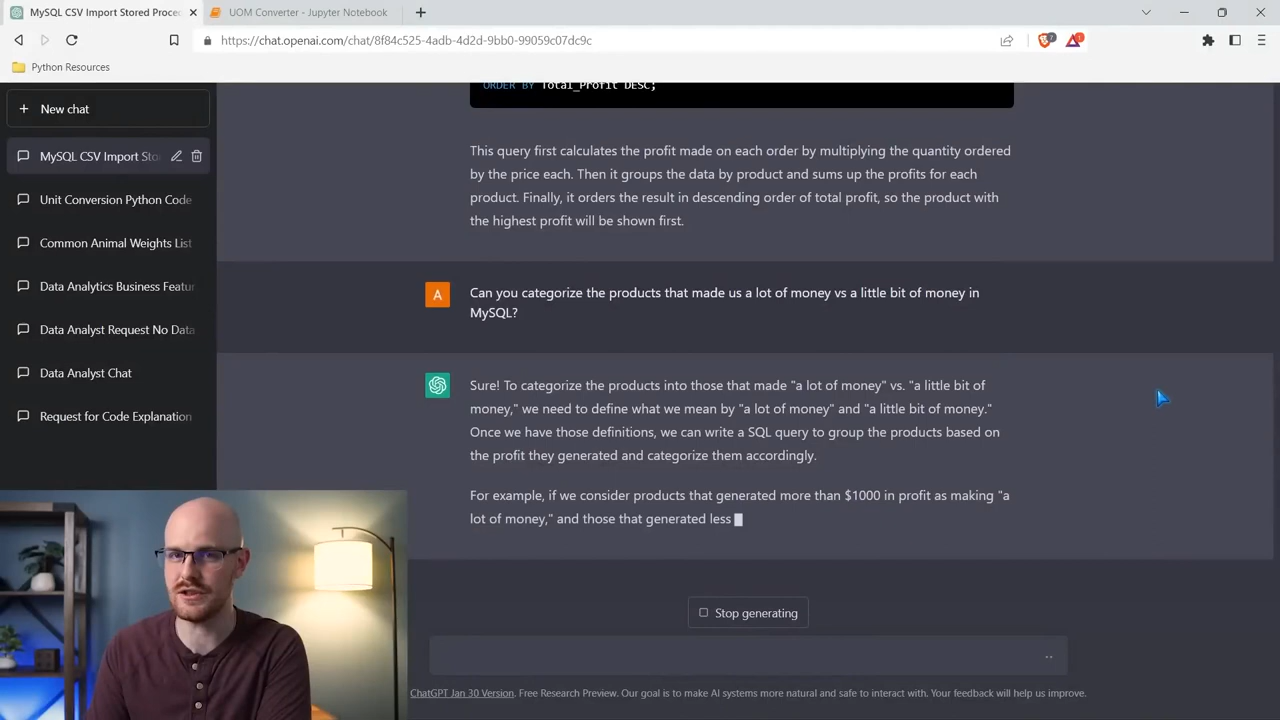 MySQL CSV Import Stored Proced
UOM Converter - Jupyter Notebook
https://chat.openai.com/chat/8f84c525-4adb-4d2d-9bb0-99059c07dc9c
7
1
Python Resources
New chat
MySQL CSV Import Sto
Unit Conversion Python Code
Common Animal Weights List
Data Analytics Business Featur
Data Analyst Request No Data
Data Analyst Chat
Request for Code Explanation
ORDER BY Total_Profit DESC;
This query first calculates the profit made on each order by multiplying the quantity ordered
by the price each. Then it groups the data by product and sums up the profits for each
product. Finally, it orders the result in descending order of total profit, so the product with
the highest profit will be shown first.
A
Can you categorize the products that made us a lot of money vs a little bit of money in
MySQL?
Sure! To categorize the products into those that made "a lot of money" vs. "a little bit of
money," we need to define what we mean by "a lot of money" and "a little bit of money."
Once we have those definitions, we can write a SQL query to group the products based on
the profit they generated and categorize them accordingly.
For example, if we consider products that generated more than $1000 in profit as making "a
lot of money," and those that generated less
Stop generating
ChatGPT Jan 30 Version. Free Research Preview. Our goal is to make AI systems more natural and safe to interact with. Your feedback will help us improve.